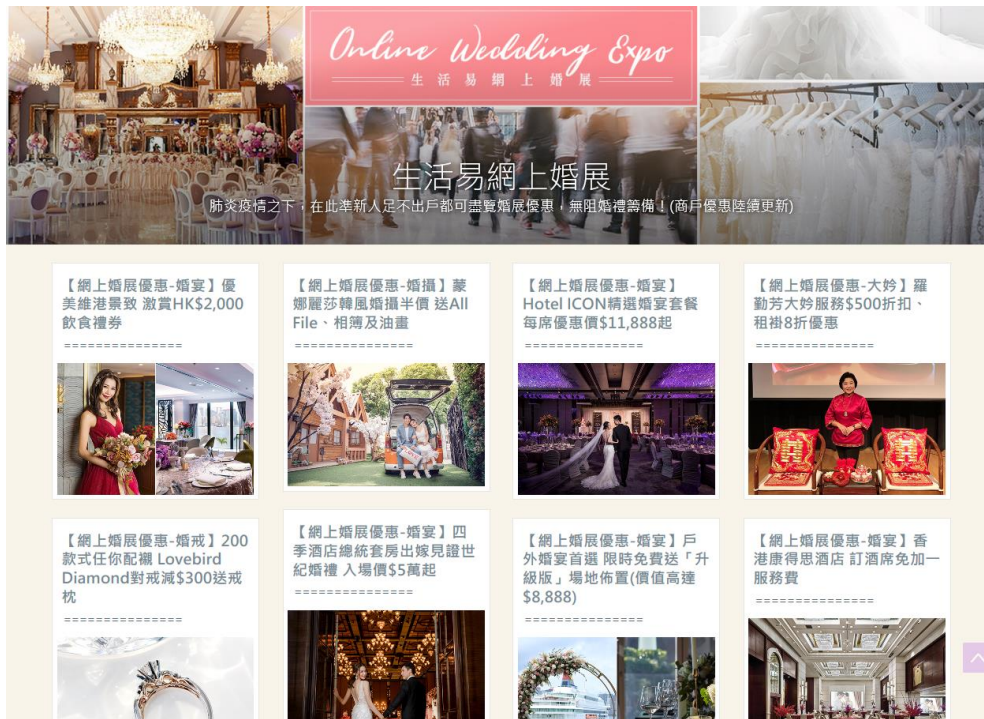 Online Wedding Expo
生活易網上婚展
生活易網上婚展
肺炎疫情之下，在此準新人足不出戶都可盡覽婚展優惠，無阻婚禮籌備！(商戶優惠陸續更新)
【網上婚展優惠-婚宴】優
美維港景致 激賞HK$2,000
飲食禮券
===============
【網上婚展優惠-婚攝】蒙
娜麗莎韓風婚攝半價 送All
File、相簿及油畫
===============
【網上婚展優惠-婚宴】
Hotel ICON精選婚宴套餐
每席優惠價$11,888起
===============
【網上婚展優惠-大妗】羅
勤芳大妗服務$500折扣、
租褂8折優惠
===============
【網上婚展優惠-婚戒】200
款式任你配襯 Lovebird
Diamond對戒減$300送戒
枕
===============
【網上婚展優惠-婚宴】四
季酒店總統套房出嫁見證世
紀婚禮 入場價$5萬起
===============
【網上婚展優惠-婚宴】戶
外婚宴首選 限時免費送「升
級版」場地佈置(價值高達
$8,888)
===============
【網上婚展優惠-婚宴】香
港康得思酒店 訂酒席免加一
服務費
===============